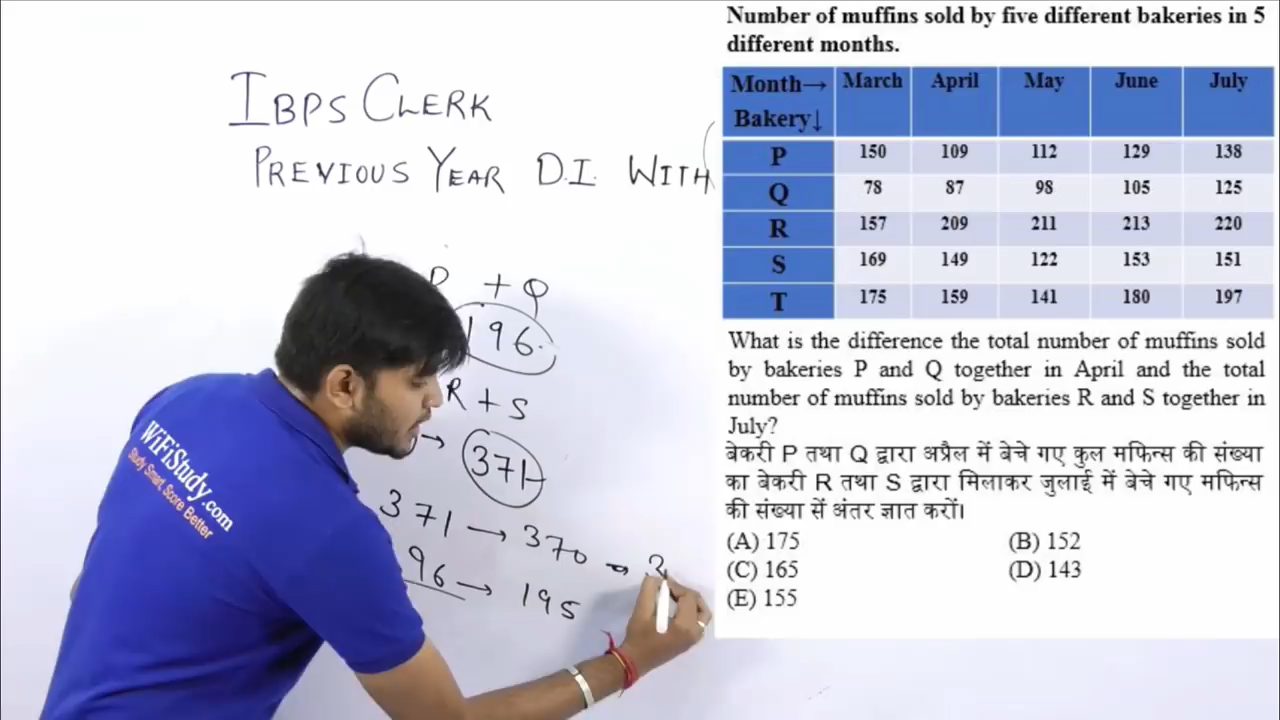 IBPS CLERK
PREVIOUS YEAR D.I. WITH
P + Q
196
R + S
→ 371
371 → 370 →
96 → 195
WiFiStudy.com
Study Smart Score Better
Number of muffins sold by five different bakeries in 5
different months.
Month→ Bakery↓ March April May June July
P 150 109 112 129 138
Q 78 87 98 105 125
R 157 209 211 213 220
S 169 149 122 153 151
T 175 159 141 180 197
What is the difference the total number of muffins sold
by bakeries P and Q together in April and the total
number of muffins sold by bakeries R and S together in
July?
बेकरी P तथा Q द्वारा अप्रैल में बेचे गए कुल मफिन्स की संख्या
का बेकरी R तथा S द्वारा मिलाकर जुलाई में बेचे गए मफिन्स
की संख्या सें अंतर ज्ञात करों।
(A) 175 (B) 152
(C) 165 (D) 143
(E) 155